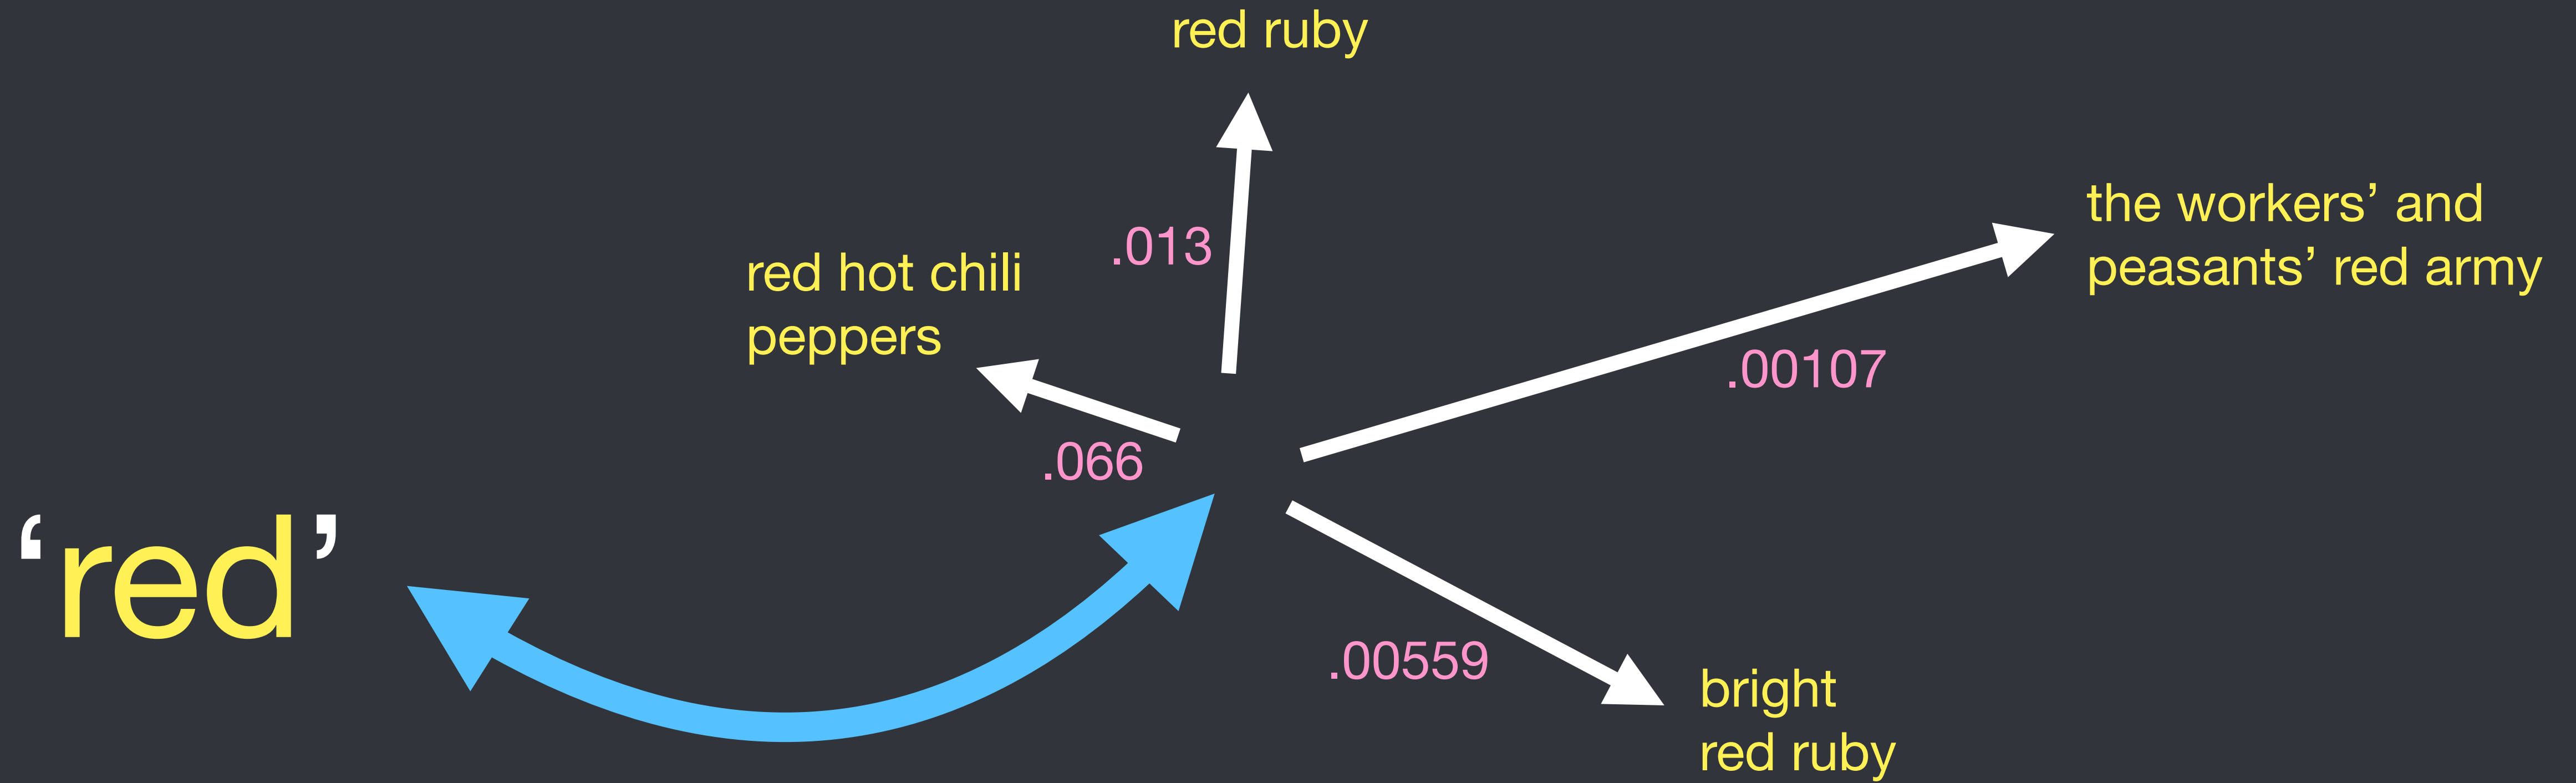 red ruby
.013
the workers’ and
peasants’ red army
red hot chili
peppers
.00107
.066
‘red’
.00559
bright
red ruby